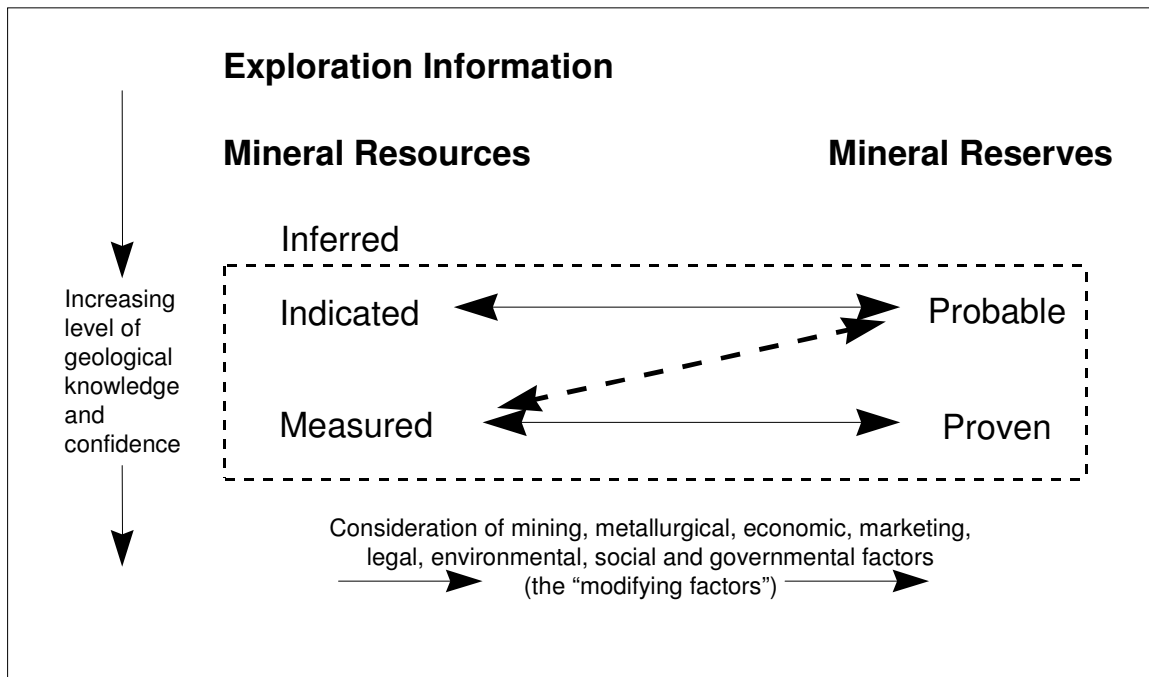 Exploration Information
Mineral Resources
Mineral Reserves
Inferred
Increasing
level of
geological
knowledge
and
confidence
Indicated
Probable
Measured
Proven
Consideration of mining, metallurgical, economic, marketing,
legal, environmental, social and governmental factors
(the “modifying factors”)